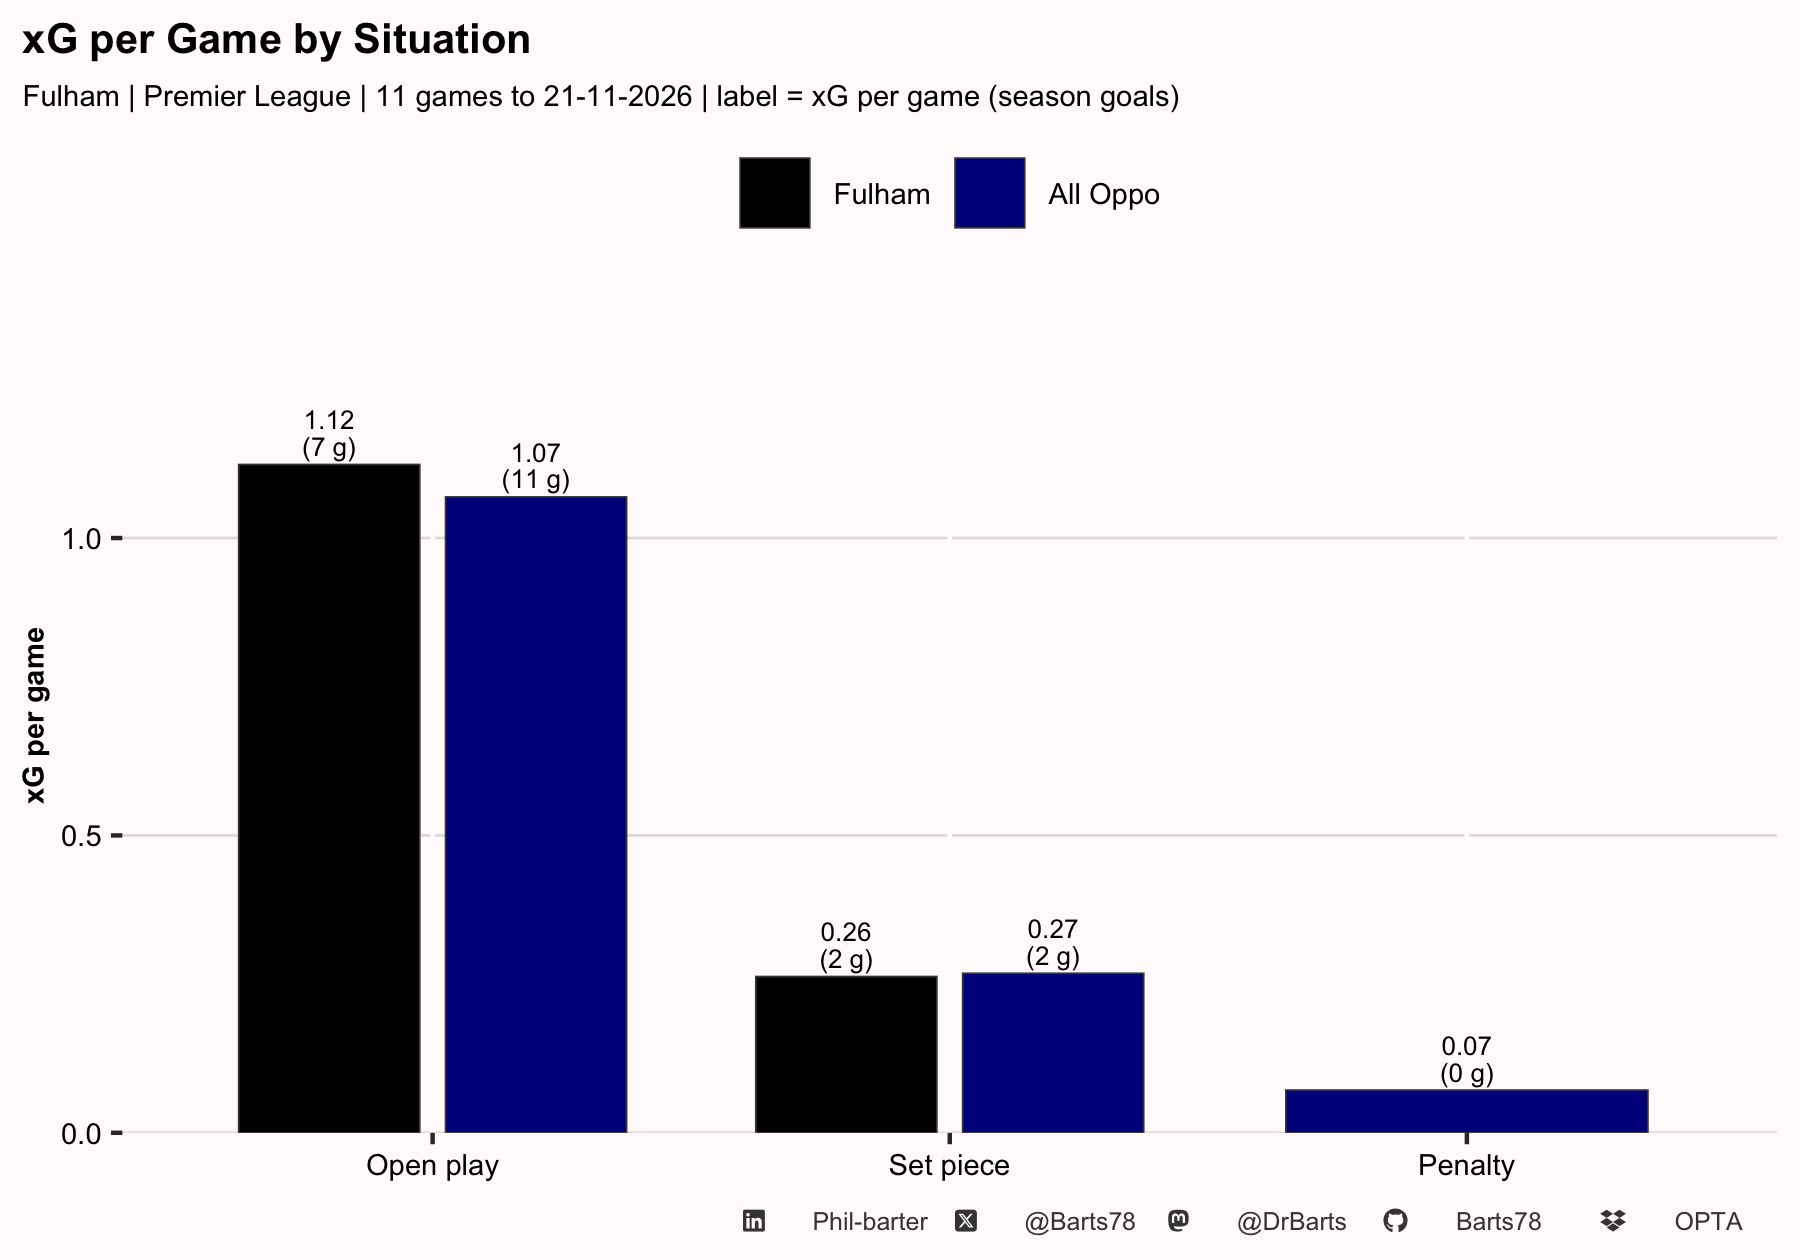 xG per Game by Situation
Fulham | Premier League | 11 games to 21-11-2026 | label = xG per game (season goals)
Fulham All Oppo
1.12
(7 g)
1.07
(11 g)
1.0
xG per game
0.5
0.26
(2 g)
0.27
(2 g)
0.07
(0 g)
0.0
Open play Set piece Penalty
Phil-barter @Barts78 @DrBarts Barts78 OPTA